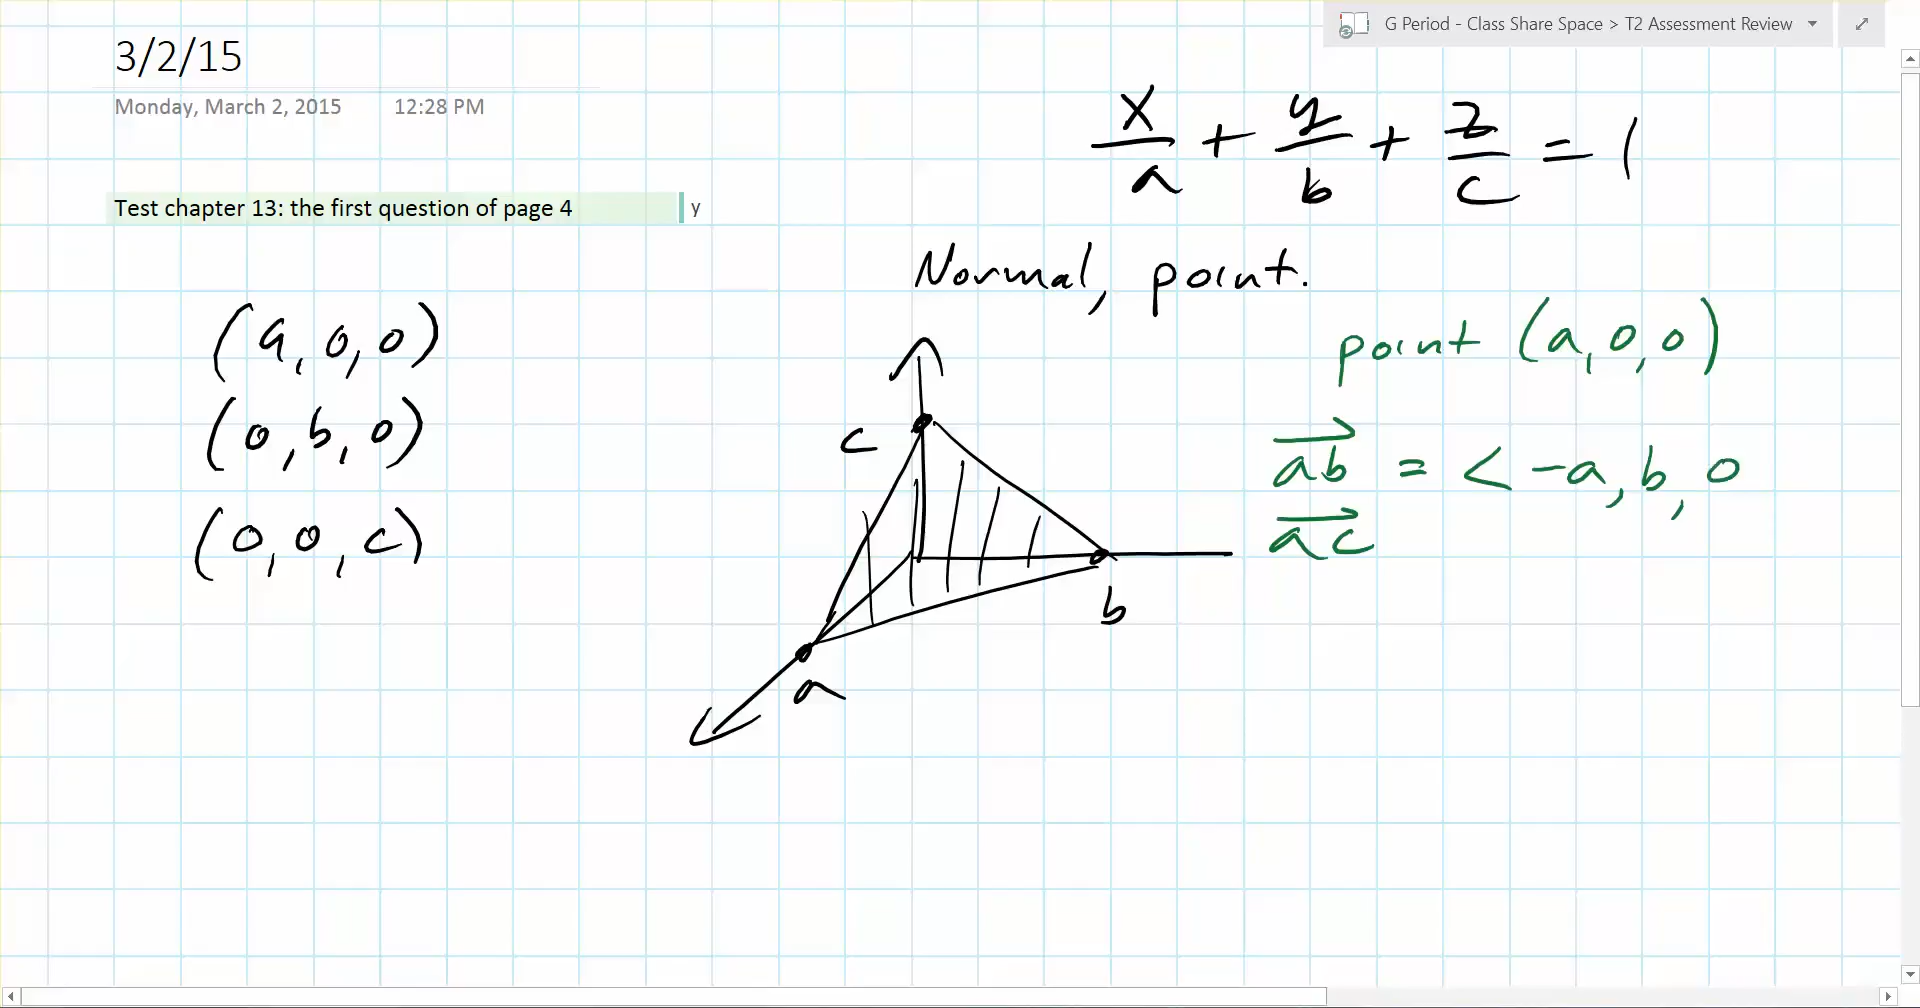 G Period - Class Share Space > T2 Assessment Review
3/2/15
Monday, March 2, 2015 12:28 PM
x/a + y/b + z/c = 1
Test chapter 13: the first question of page 4 y
Normal, point.
(a, 0, 0)
(0, b, 0)
(0, 0, c)
c
b
a
point (a, 0, 0)
ab = < -a, b, 0
ac